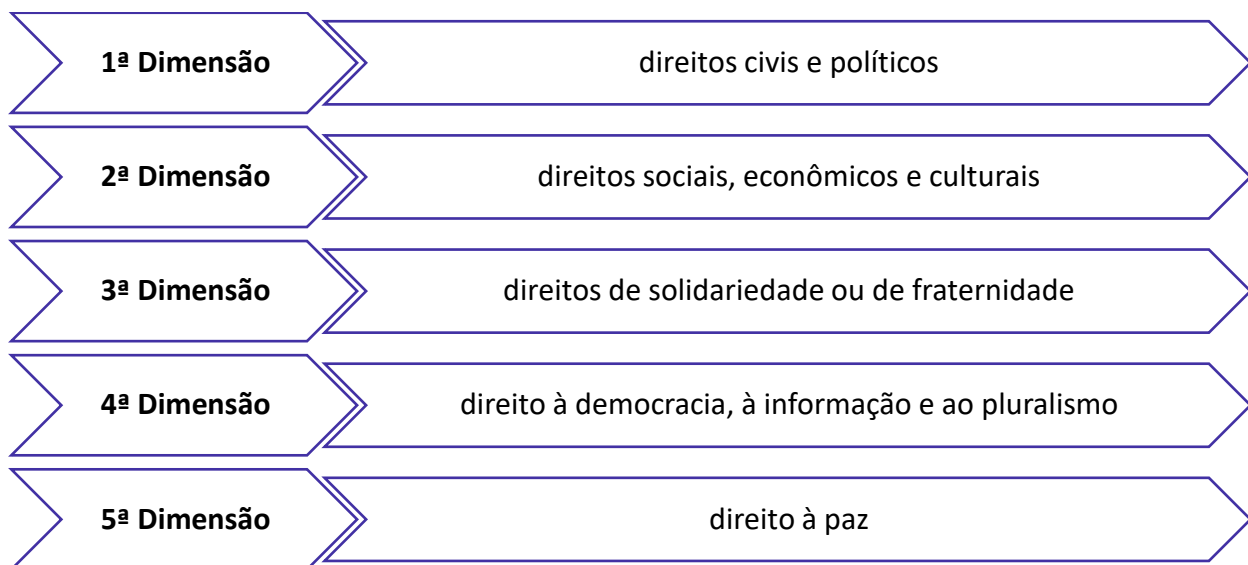 1ª Dimensão direitos civis e políticos
2ª Dimensão direitos sociais, econômicos e culturais
3ª Dimensão direitos de solidariedade ou de fraternidade
4ª Dimensão direito à democracia, à informação e ao pluralismo
5ª Dimensão direito à paz